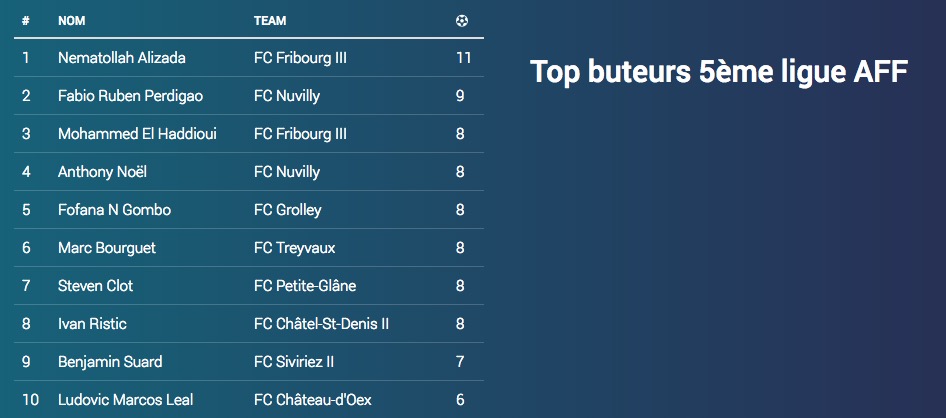 # NOM TEAM
1 Nematollah Alizada FC Fribourg III 11
2 Fabio Ruben Perdigao FC Nuvilly 9
3 Mohammed El Haddioui FC Fribourg III 8
4 Anthony Noël FC Nuvilly 8
5 Fofana N Gombo FC Grolley 8
6 Marc Bourguet FC Treyvaux 8
7 Steven Clot FC Petite-Glâne 8
8 Ivan Ristic FC Châtel-St-Denis II 8
9 Benjamin Suard FC Siviriez II 7
10 Ludovic Marcos Leal FC Château-d'Oex 6
Top buteurs 5ème ligue AFF